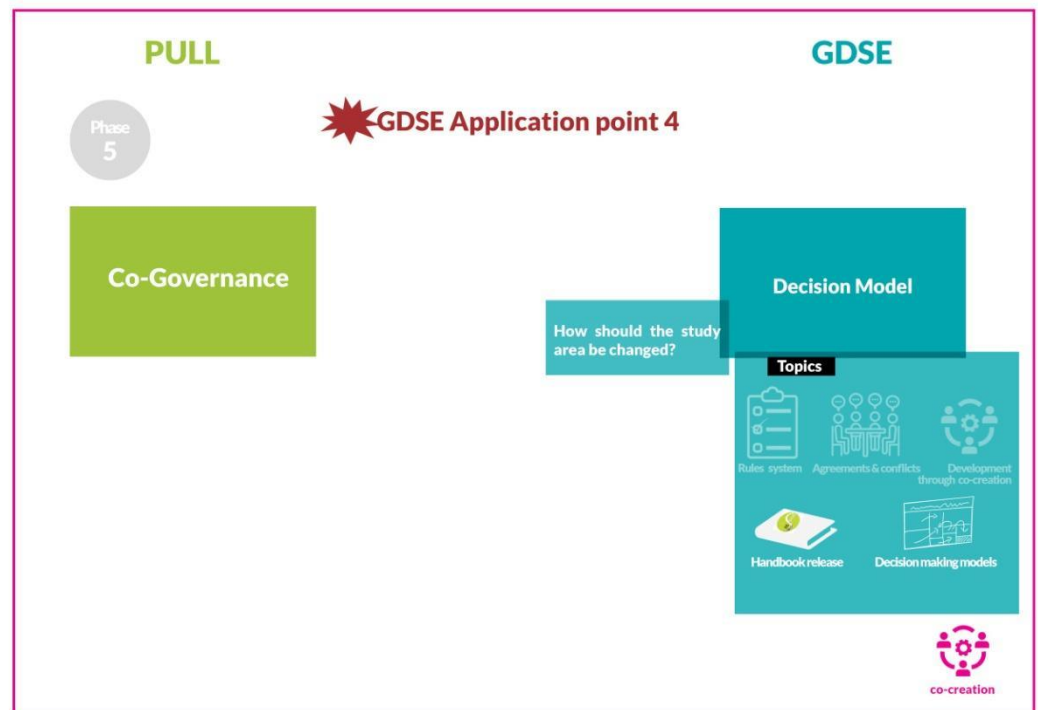 PULL
GDSE
Phase
5
GDSE Application point 4
Co-Governance
Decision Model
How should the study
area be changed?
Topics
Rules system
Agreements & conflicts
Development
through co-creation
Handbook release
Decision making models
co-creation